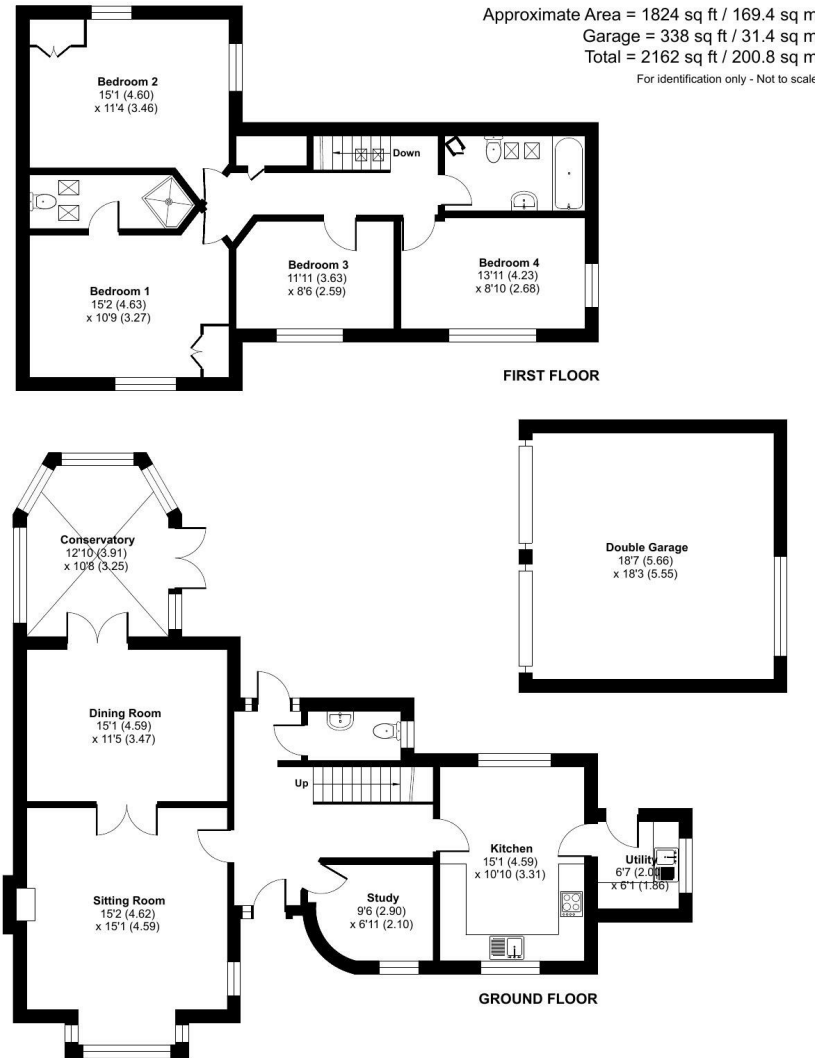 Approximate Area = 1824 sq ft / 169.4 sq m
Garage = 338 sq ft / 31.4 sq m
Total = 2162 sq ft / 200.8 sq m
For identification only - Not to scale
Bedroom 2
15'1 (4.60)
x 11'4 (3.46)
Down
Bedroom 1
15'2 (4.63)
x 10'9 (3.27)
Bedroom 3
11'11 (3.63)
x 8'6 (2.59)
Bedroom 4
13'11 (4.23)
x 8'10 (2.68)
FIRST FLOOR
Conservatory
12'10 (3.91)
x 10'8 (3.25)
Double Garage
18'7 (5.66)
x 18'3 (5.55)
Dining Room
15'1 (4.59)
x 11'5 (3.47)
Up
Sitting Room
15'2 (4.62)
x 15'1 (4.59)
Study
9'6 (2.90)
x 6'11 (2.10)
Kitchen
15'1 (4.59)
x 10'10 (3.31)
Utility
6'7 (2.00)
x 6'1 (1.86)
GROUND FLOOR